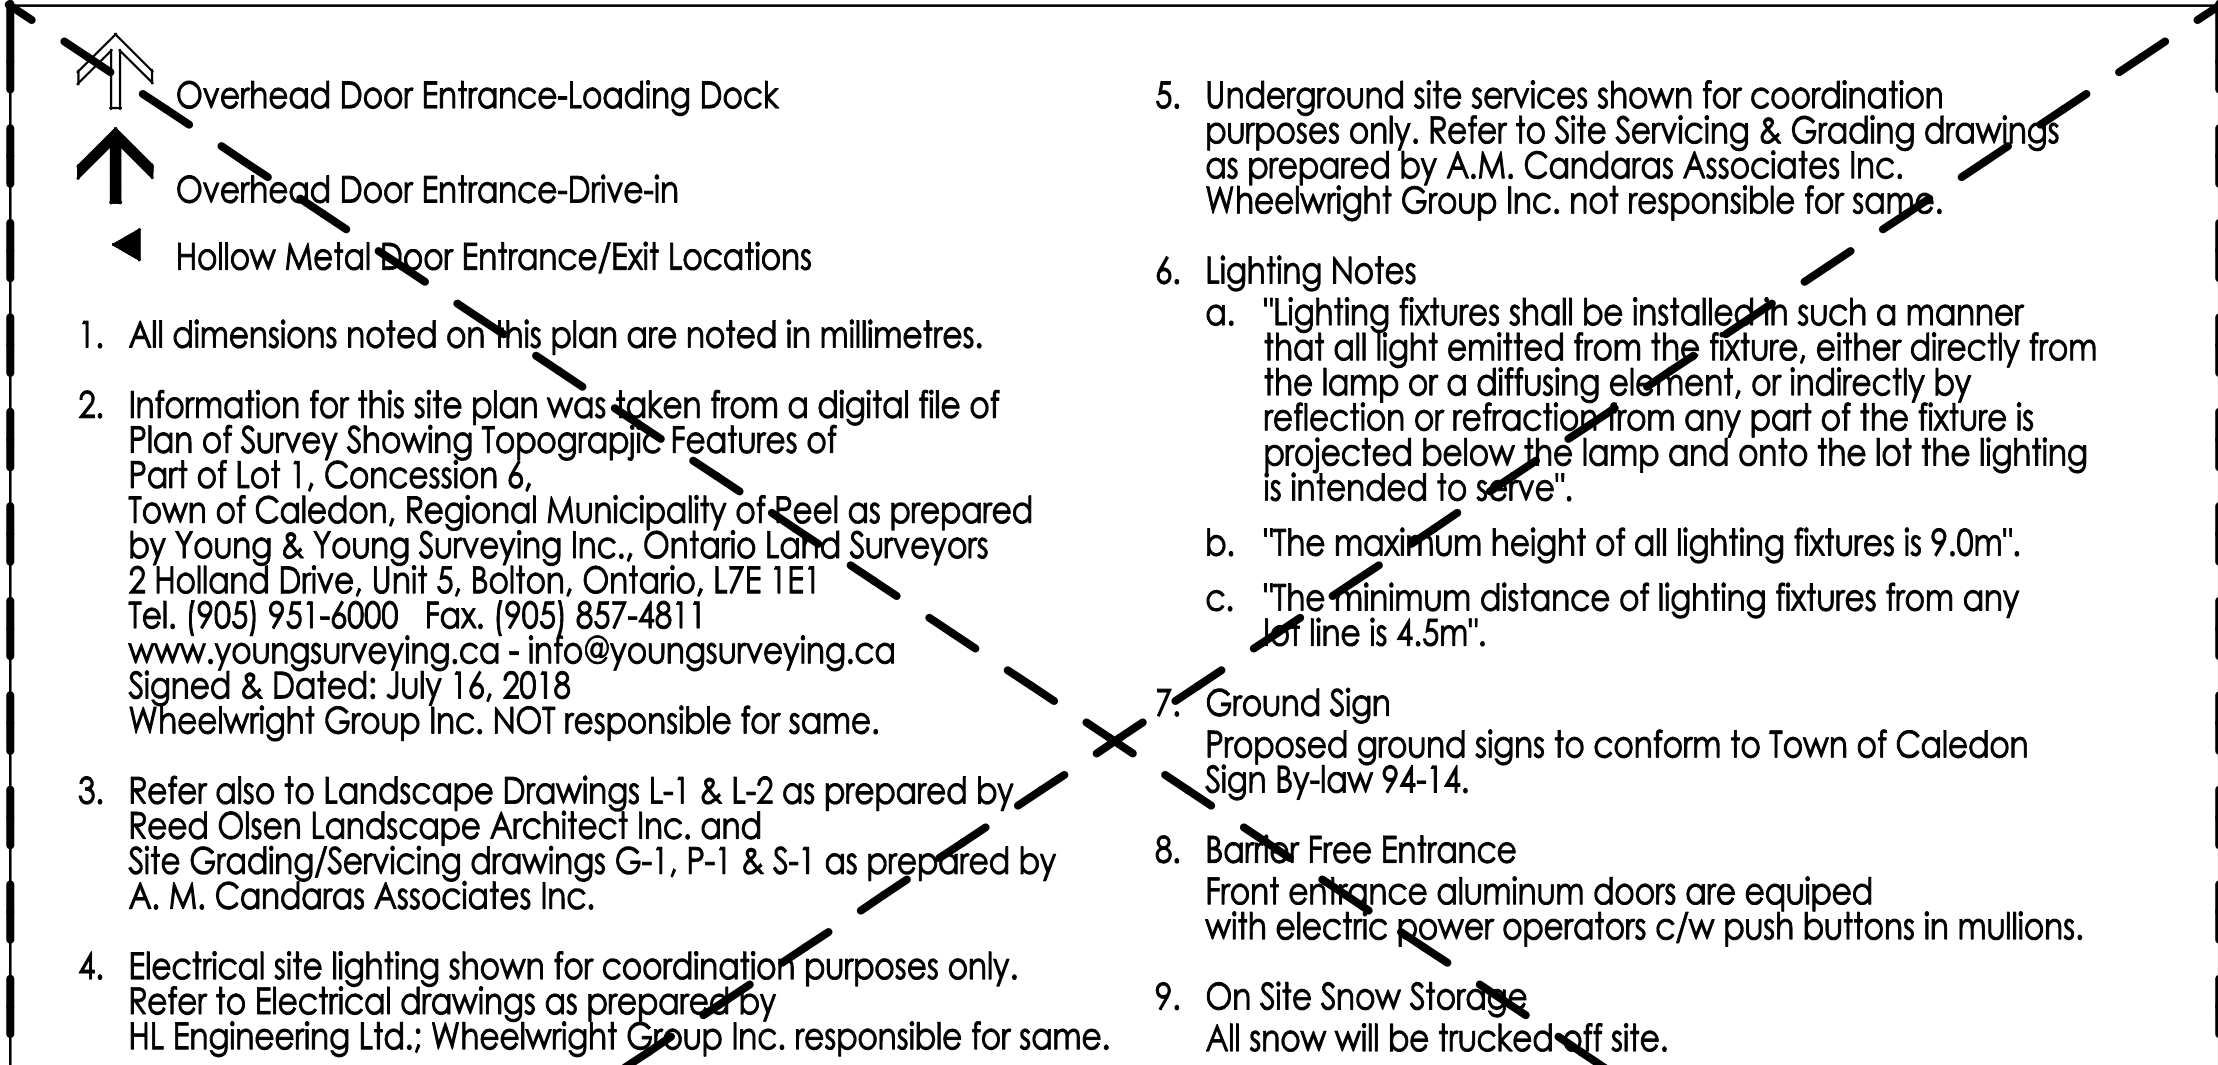 Overhead Door Entrance-Loading Dock
Overhead Door Entrance-Drive-in
Hollow Metal Door Entrance/Exit Locations
1. All dimensions noted on this plan are noted in millimetres.
2. Information for this site plan was taken from a digital file of
Plan of Survey Showing Topograpjic Features of
Part of Lot 1, Concession 6,
Town of Caledon, Regional Municipality of Peel as prepared
by Young & Young Surveying Inc., Ontario Land Surveyors
2 Holland Drive, Unit 5, Bolton, Ontario, L7E 1E1
Tel. (905) 951-6000 Fax. (905) 857-4811
www.youngsurveying.ca - info@youngsurveying.ca
Signed & Dated: July 16, 2018
Wheelwright Group Inc. NOT responsible for same.
3. Refer also to Landscape Drawings L-1 & L-2 as prepared by
Reed Olsen Landscape Architect Inc. and
Site Grading/Servicing drawings G-1, P-1 & S-1 as prepared by
A. M. Candaras Associates Inc.
4. Electrical site lighting shown for coordination purposes only.
Refer to Electrical drawings as prepared by
HL Engineering Ltd.; Wheelwright Group Inc. responsible for same.
5. Underground site services shown for coordination
purposes only. Refer to Site Servicing & Grading drawings
as prepared by A.M. Candaras Associates Inc.
Wheelwright Group Inc. not responsible for same.
6. Lighting Notes
a. "Lighting fixtures shall be installed in such a manner
that all light emitted from the fixture, either directly from
the lamp or a diffusing element, or indirectly by
reflection or refraction from any part of the fixture is
projected below the lamp and onto the lot the lighting
is intended to serve".
b. "The maximum height of all lighting fixtures is 9.0m".
c. "The minimum distance of lighting fixtures from any
lot line is 4.5m".
7. Ground Sign
Proposed ground signs to conform to Town of Caledon
Sign By-law 94-14.
8. Barrier Free Entrance
Front entrance aluminum doors are equiped
with electric power operators c/w push buttons in mullions.
9. On Site Snow Storage
All snow will be trucked off site.